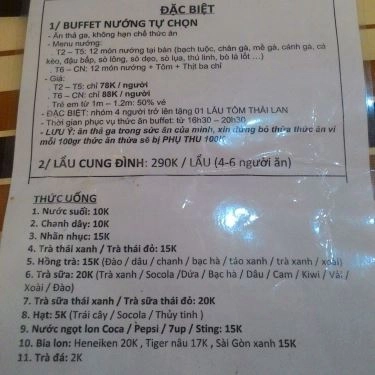 ĐẶC BIỆT
1/ BUFFET NƯỚNG TỰ CHỌN
- Ăn thả ga, không hạn chế thức ăn
- Menu nướng:
- T2 – T5: 12 món nướng tại bàn (bạch tuộc, chân gà, mề gà, cánh gà, cá
kèo, đậu bắp, sò lông, sò dẹo, sò lụa, thú linh, bò lá lốt ...)
- T6 – CN: 12 món nướng + Tôm + Thịt ba chỉ
- Giá:
- T2 – T5: chỉ 78K / người
- T6 – CN: chỉ 88K / người
- Trẻ em từ 1m – 1.2m: 50% vé
- ĐẶC BIỆT: nhóm 4 người trở lên tặng 01 LẨU TÔM THÁI LAN
- Thời gian phục vụ thức ăn buffet: từ 16h30 – 20h30
- LƯU Ý: ăn thả ga trong sức ăn của mình, xin đừng bỏ thừa thức ăn vì
mỗi 100gr thức ăn thừa sẽ bị PHỤ THU 100K
2/ LẨU CUNG ĐÌNH: 290K / LẨU (4-6 người ăn)
THỨC UỐNG
1. Nước suối: 10K
2. Chanh dây: 10K
3. Nhãn nhục: 15K
4. Trà thái xanh / Trà thái đỏ: 15K
5. Hồng trà: 15K (Đào / dâu / chanh / bạc hà / táo xanh / trà xanh / xoài)
6. Trà sữa: 20K (Trà xanh / Socola /Dứa / Bạc hà / Dâu / Cam / Kiwi / Vải /
Xoài / Đào)
7. Trà sữa thái xanh / Trà sữa thái đỏ: 20K
8. Hạt: 5K (Trái cây / Socola / Thủy tinh )
9. Nước ngọt lon Coca / Pepsi / 7up / Sting: 15K
10. Bia lon: Heneiken 20K , Tiger nâu 17K , Sài Gòn xanh 15K
11. Trà đá: 2K